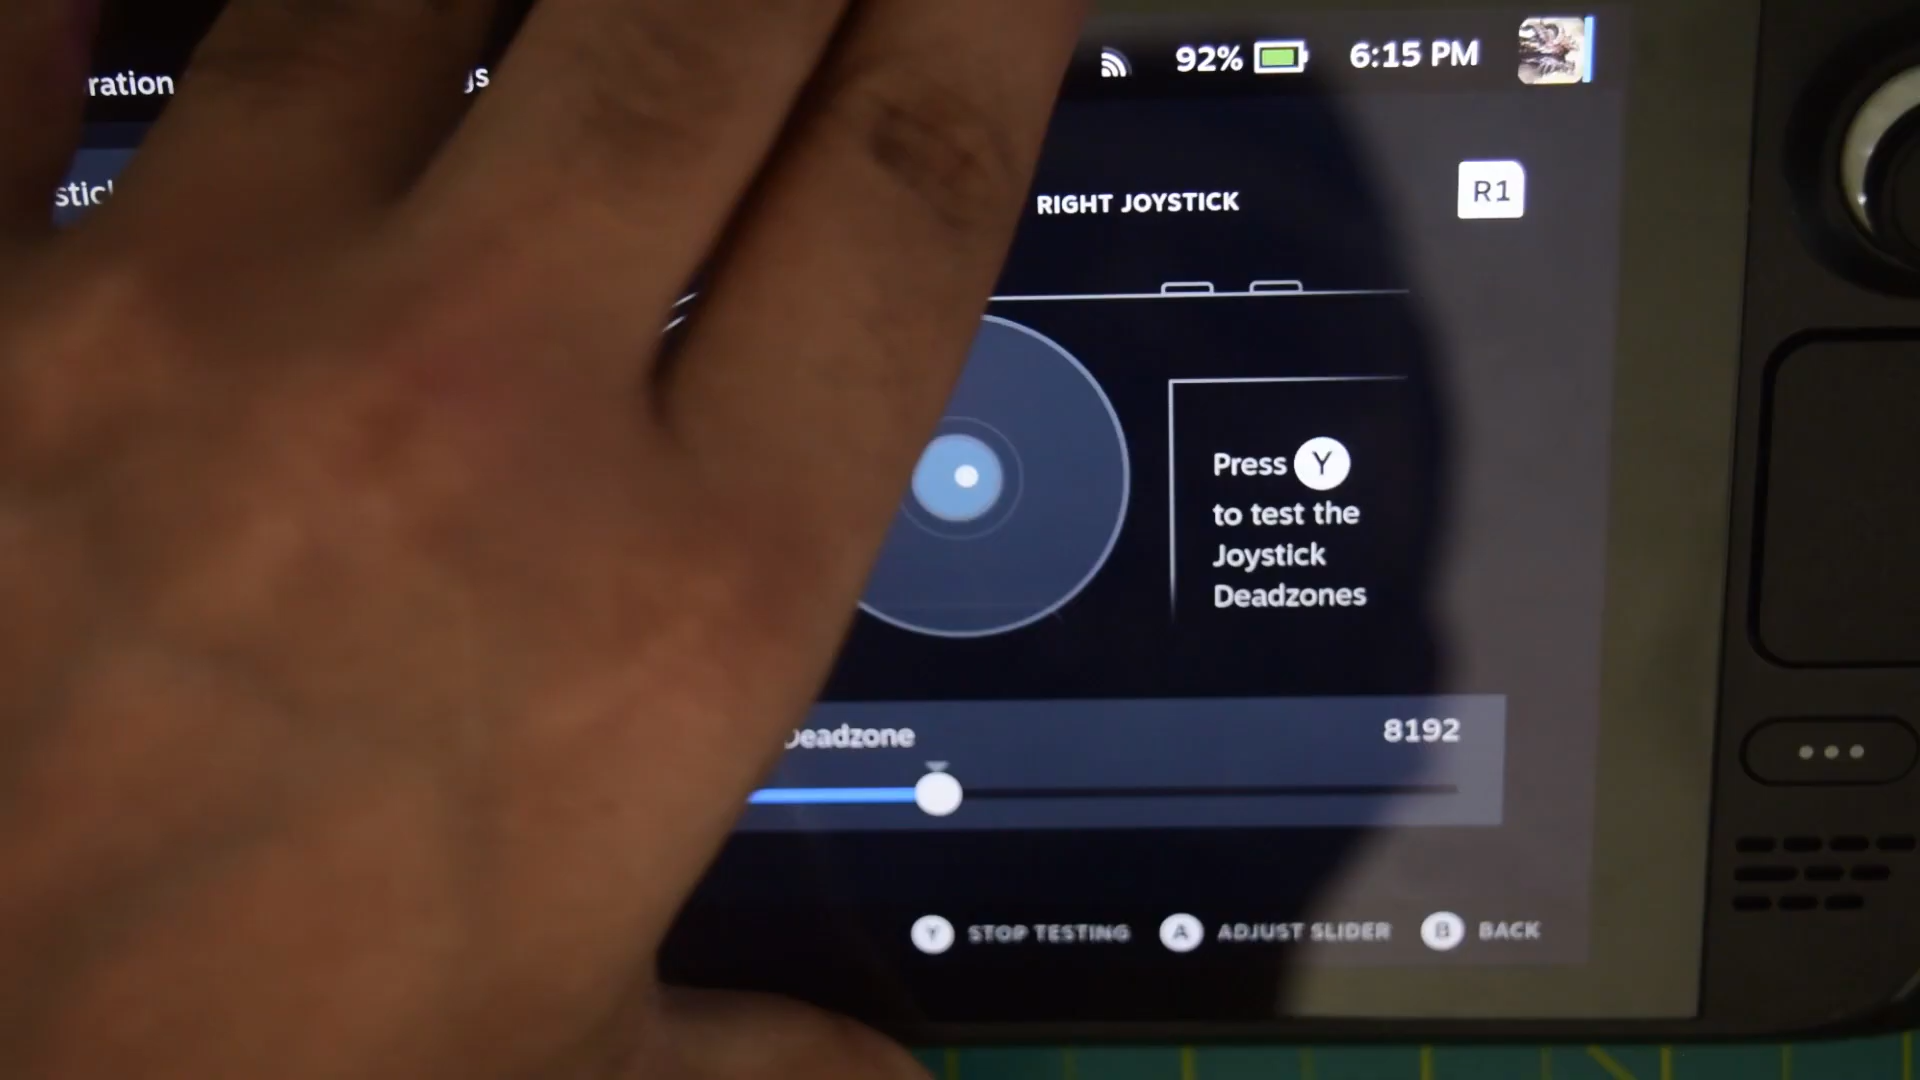 92% 6:15 PM
RIGHT JOYSTICK R1
Press Y
to test the
Joystick
Deadzones
Deadzone 8192
Y STOP TESTING A ADJUST SLIDER B BACK